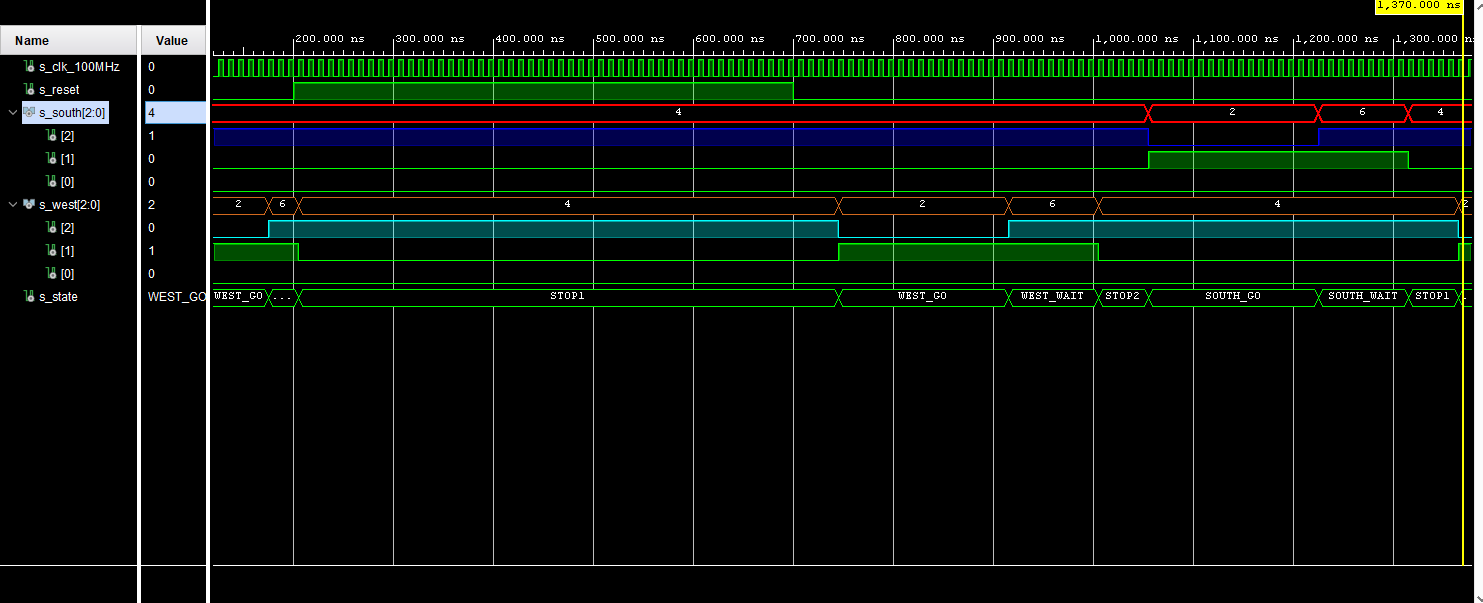 1,370.000 ns
Name Value
200.000 ns 300.000 ns 400.000 ns 500.000 ns 600.000 ns 700.000 ns 800.000 ns 900.000 ns 1,000.000 ns 1,100.000 ns 1,200.000 ns 1,300.000 ns
s_clk_100MHz 0
s_reset 0
s_south[2:0] 4 4 2 6 4
[2] 1
[1] 0
[0] 0
s_west[2:0] 2 2 6 4 2 6 4 2
[2] 0
[1] 1
[0] 0
s_state WEST_GO WEST_GO ... STOP1 WEST_GO WEST_WAIT STOP2 SOUTH_GO SOUTH_WAIT STOP1 .